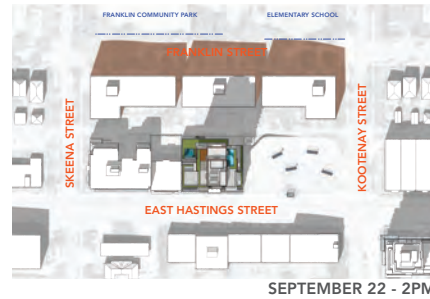 FRANKLIN COMMUNITY PARK
ELEMENTARY SCHOOL
FRANKLIN STREET
SKEENA STREET
KOOTENAY STREET
EAST HASTINGS STREET
SEPTEMBER 22 - 2PM